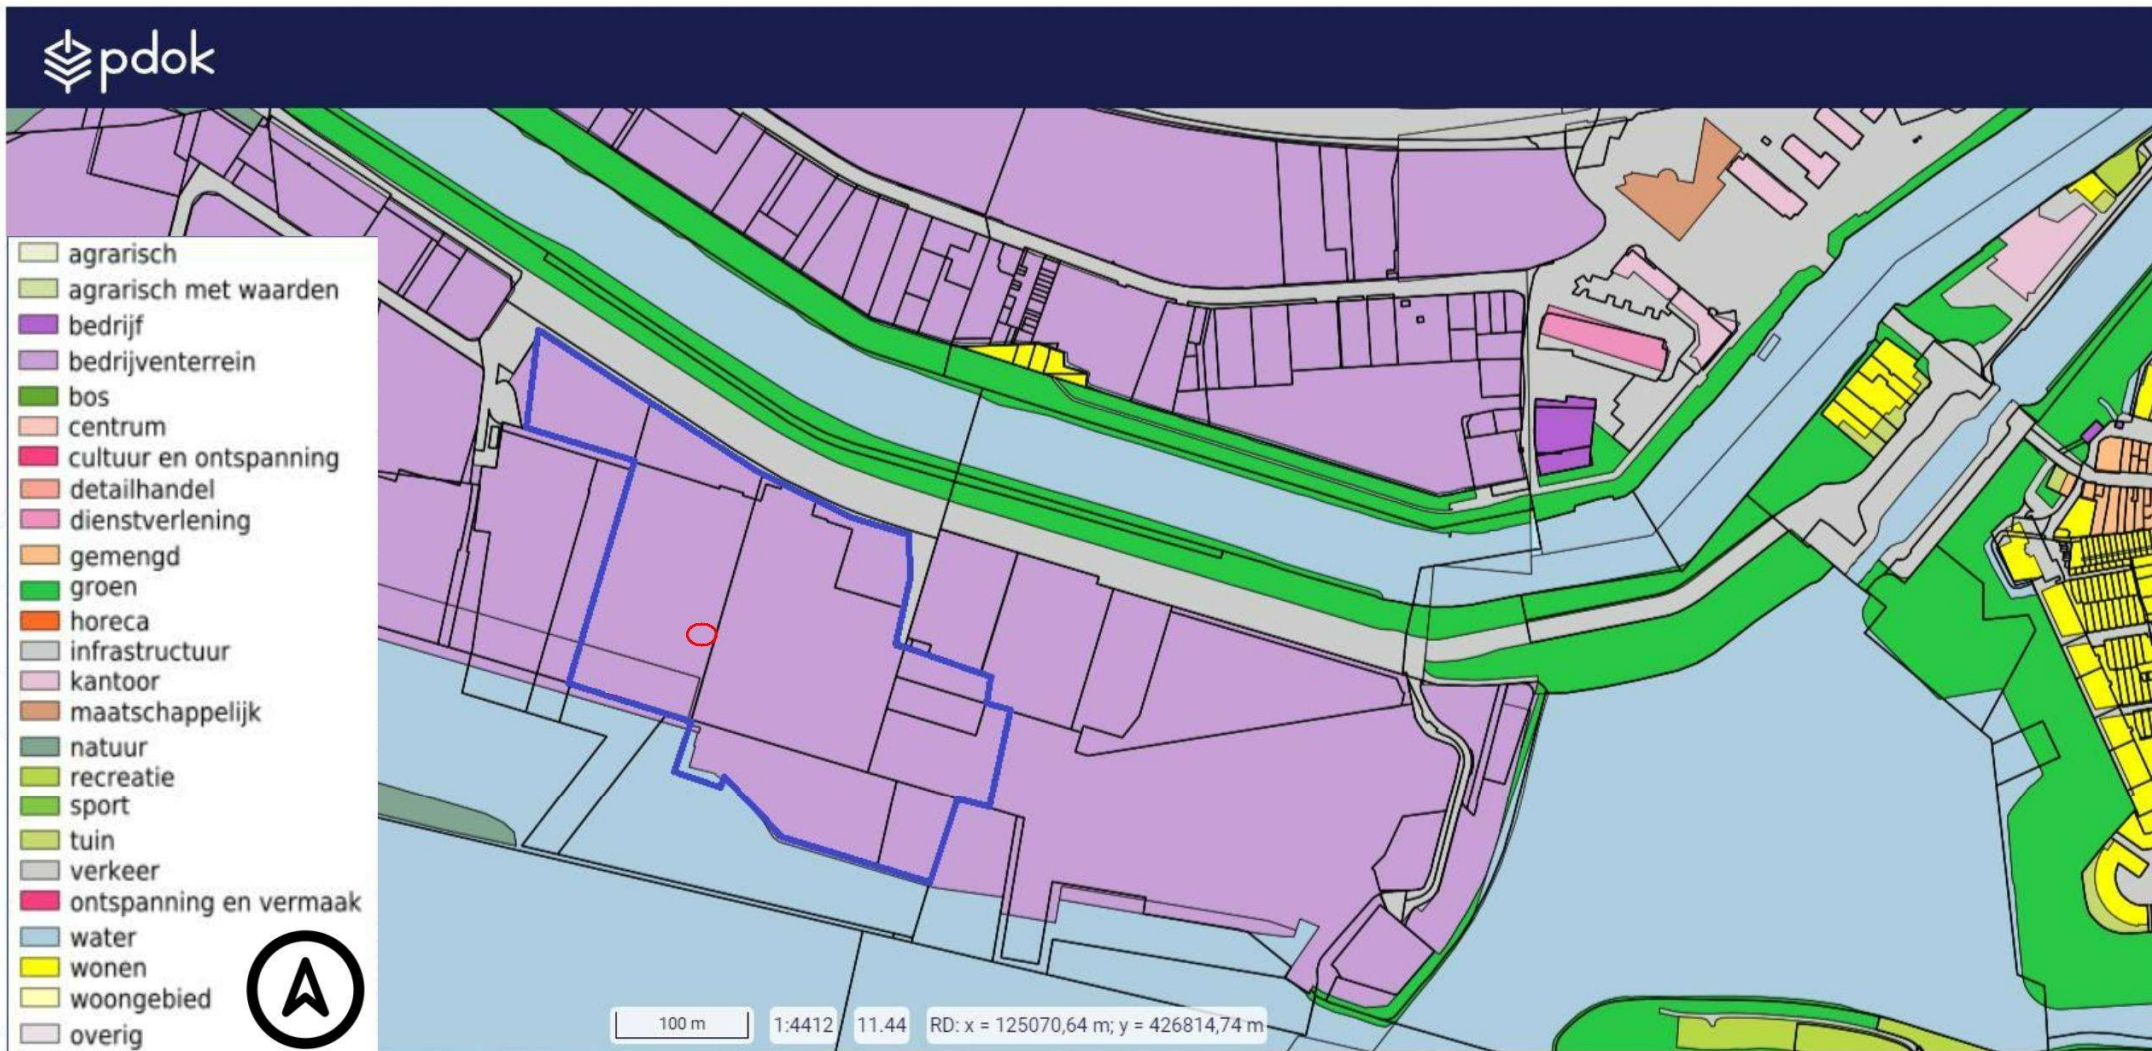 pdok
agrarisch
agrarisch met waarden
bedrijf
bedrijventerrein
bos
centrum
cultuur en ontspanning
detailhandel
dienstverlening
gemengd
groen
horeca
infrastructuur
kantoor
maatschappelijk
natuur
recreatie
sport
tuin
verkeer
ontspanning en vermaak
water
wonen
woongebied
overig
100 m 1:4412 11.44 RD: x = 125070,64 m; y = 426814,74 m